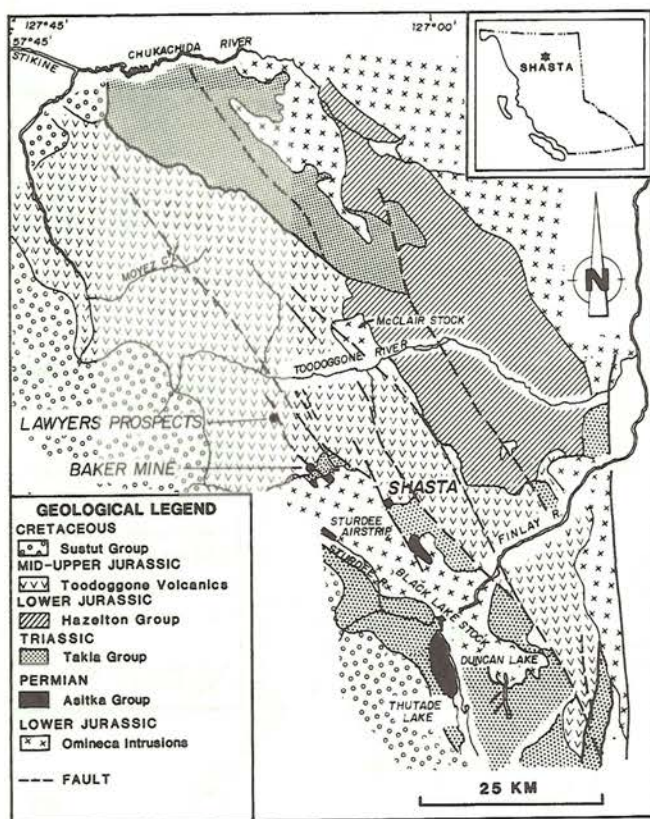 127°45'
57°45'
127°00'
CHUKACHIDA RIVER
STIKINE
SHASTA
MOYEZ CK.
N
McCLAIR STOCK
TOODOGGONE RIVER
LAWYERS PROSPECTS
BAKER MINE
SHASTA
STURDEE
AIRSTRIP
FINLAY R.
STURDEE R.
BLACK LAKE STOCK
DUNCAN LAKE
THUTADE
LAKE
GEOLOGICAL LEGEND
CRETACEOUS
Sustut Group
MID-UPPER JURASSIC
Toodoggone Volcanics
LOWER JURASSIC
Hazelton Group
TRIASSIC
Takla Group
PERMIAN
Asitka Group
LOWER JURASSIC
Omineca Intrusions
FAULT
25 KM